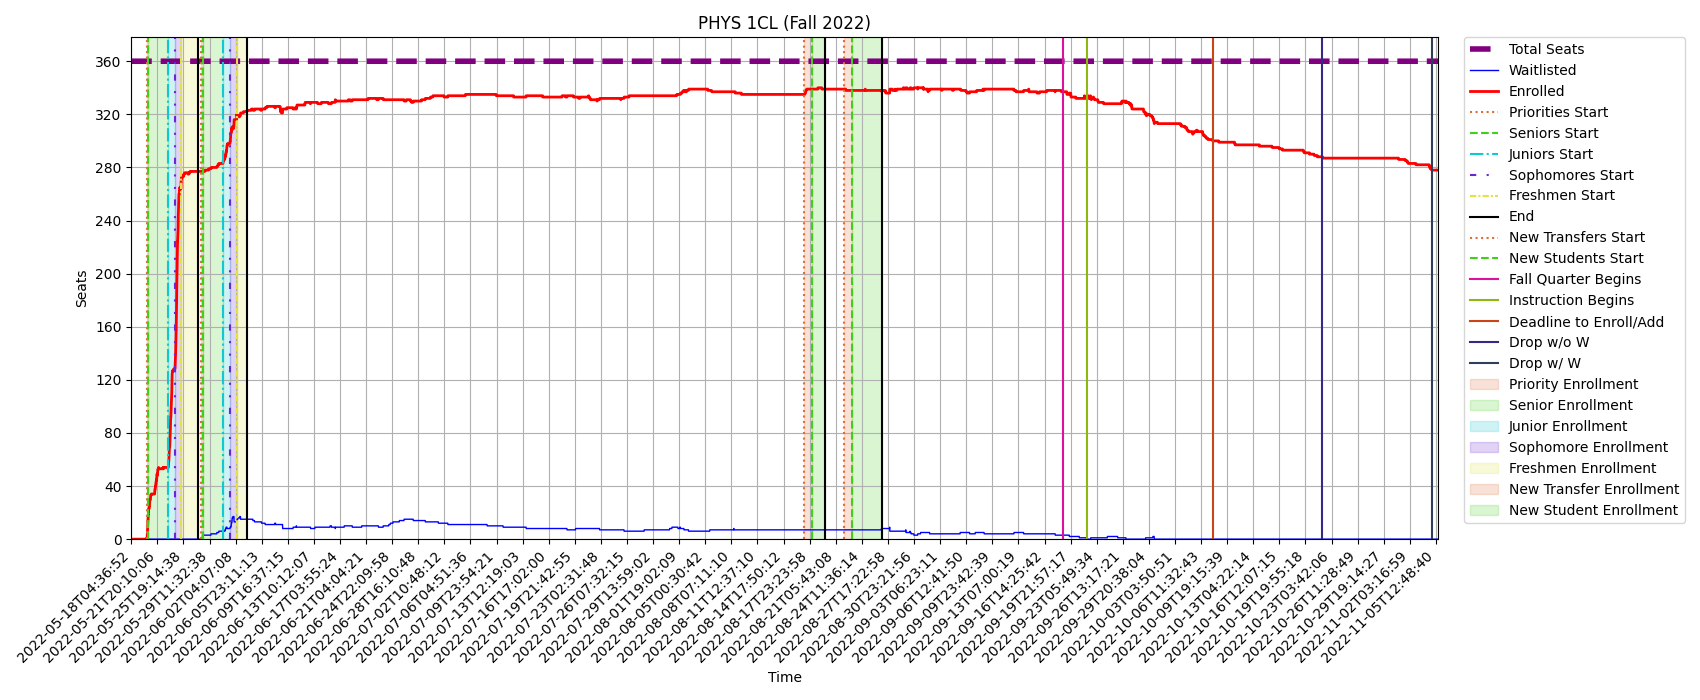 PHYS 1CL (Fall 2022)
Seats
360
320
280
240
200
160
120
80
40
0
2022-05-18T04:36:52
2022-05-21T20:10:06
2022-05-25T19:14:38
2022-05-29T11:32:38
2022-06-02T04:07:08
2022-06-05T23:11:13
2022-06-09T16:37:15
2022-06-13T10:12:07
2022-06-17T03:55:24
2022-06-21T04:04:21
2022-06-24T22:09:58
2022-06-28T16:10:48
2022-07-02T10:48:12
2022-07-06T04:51:36
2022-07-09T23:54:21
2022-07-13T12:19:03
2022-07-16T17:02:00
2022-07-19T21:42:55
2022-07-23T02:31:48
2022-07-26T07:32:15
2022-07-29T13:59:02
2022-08-01T19:02:09
2022-08-05T00:30:42
2022-08-08T07:11:10
2022-08-11T12:37:10
2022-08-14T17:50:12
2022-08-17T23:23:58
2022-08-21T05:43:08
2022-08-24T11:36:14
2022-08-27T17:22:58
2022-08-30T23:21:56
2022-09-03T06:23:11
2022-09-06T12:41:50
2022-09-09T23:42:39
2022-09-13T07:00:19
2022-09-16T14:25:42
2022-09-19T21:57:17
2022-09-23T05:49:34
2022-09-26T13:17:21
2022-09-29T20:38:04
2022-10-03T03:50:51
2022-10-06T11:32:43
2022-10-09T19:15:39
2022-10-13T04:22:14
2022-10-16T12:07:15
2022-10-19T19:55:18
2022-10-23T03:42:06
2022-10-26T11:28:49
2022-10-29T19:14:27
2022-11-02T03:16:59
2022-11-05T12:48:40
Time
Total Seats
Waitlisted
Enrolled
Priorities Start
Seniors Start
Juniors Start
Sophomores Start
Freshmen Start
End
New Transfers Start
New Students Start
Fall Quarter Begins
Instruction Begins
Deadline to Enroll/Add
Drop w/o W
Drop w/ W
Priority Enrollment
Senior Enrollment
Junior Enrollment
Sophomore Enrollment
Freshmen Enrollment
New Transfer Enrollment
New Student Enrollment